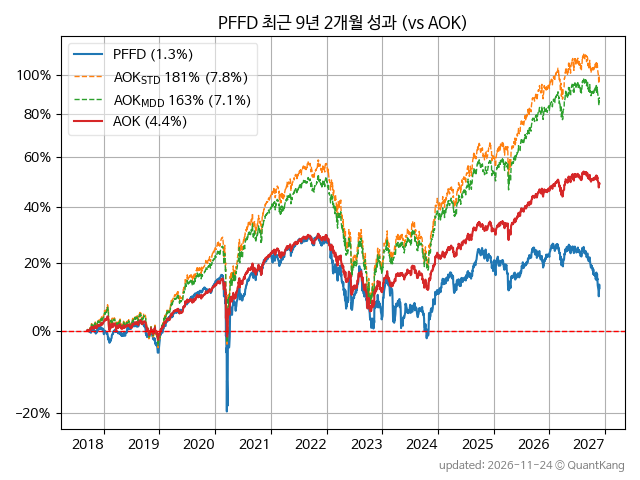 PFFD 최근 9년 2개월 성과 (vs AOK)
PFFD (1.3%)
AOKSTD 181% (7.8%)
AOKMDD 163% (7.1%)
AOK (4.4%)
100%
80%
60%
40%
20%
0%
−20%
2018 2019 2020 2021 2022 2023 2024 2025 2026 2027
updated: 2026-11-24 © QuantKang